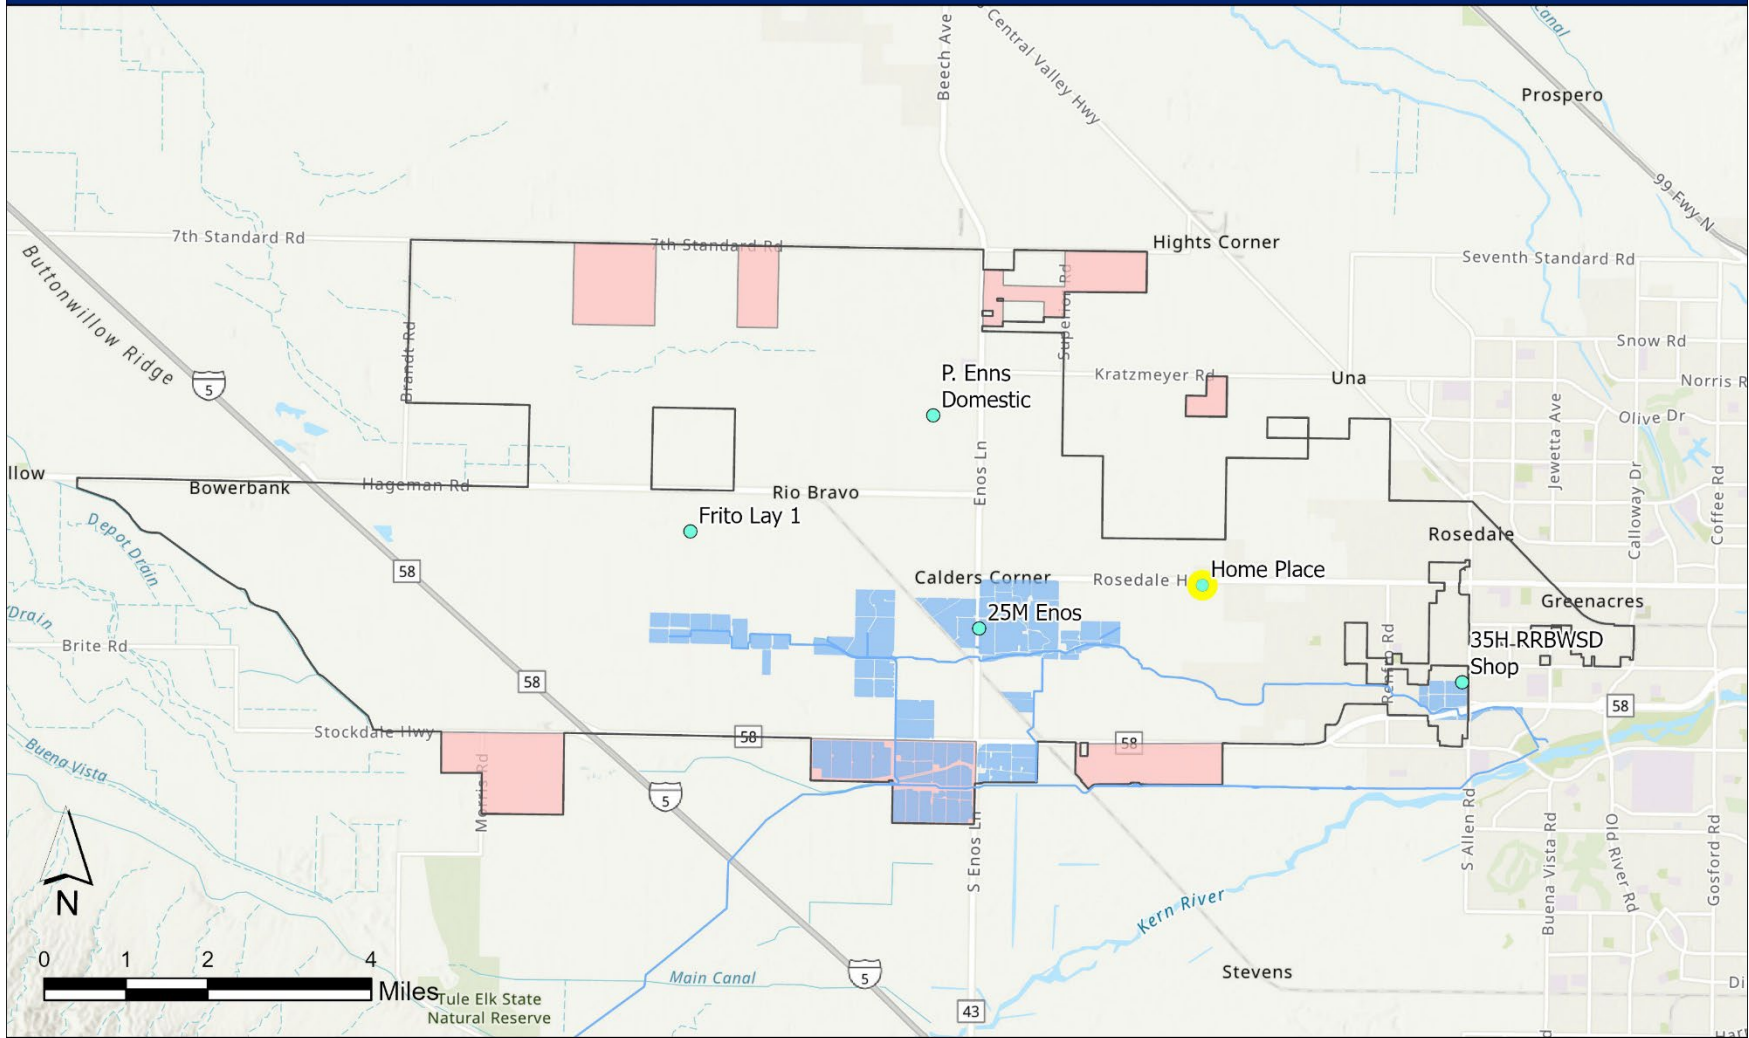 Canal
Beech Ave
Central Valley Hwy
Prospero
99 Fwy N
7th Standard Rd
7th Standard Rd
Hights Corner
Seventh Standard Rd
Buttonwillow Ridge
5
Brandt Rd
Superior Rd
Snow Rd
P. Enns
Domestic
Kratzmeyer Rd
Una
Norris R
Olive Dr
Jewetta Ave
Enos Ln
Calloway Dr
Coffee Rd
llow
Bowerbank
Hageman Rd
Rio Bravo
Frito Lay 1
Depot Drain
Rosedale
58
Calders Corner
Rosedale H
Home Place
Drain
25M Enos
Greenacres
Brite Rd
Renfro Rd
35H RRBWSD
Shop
58
58
Stockdale Hwy
58
58
Buena Vista
Morris Rd
5
S Enos Ln
S Allen Rd
Buena Vista Rd
Old River Rd
Gosford Rd
N
Kern River
0 1 2 4
Miles
Main Canal
5
Stevens
Di
Tule Elk State
Natural Reserve
43